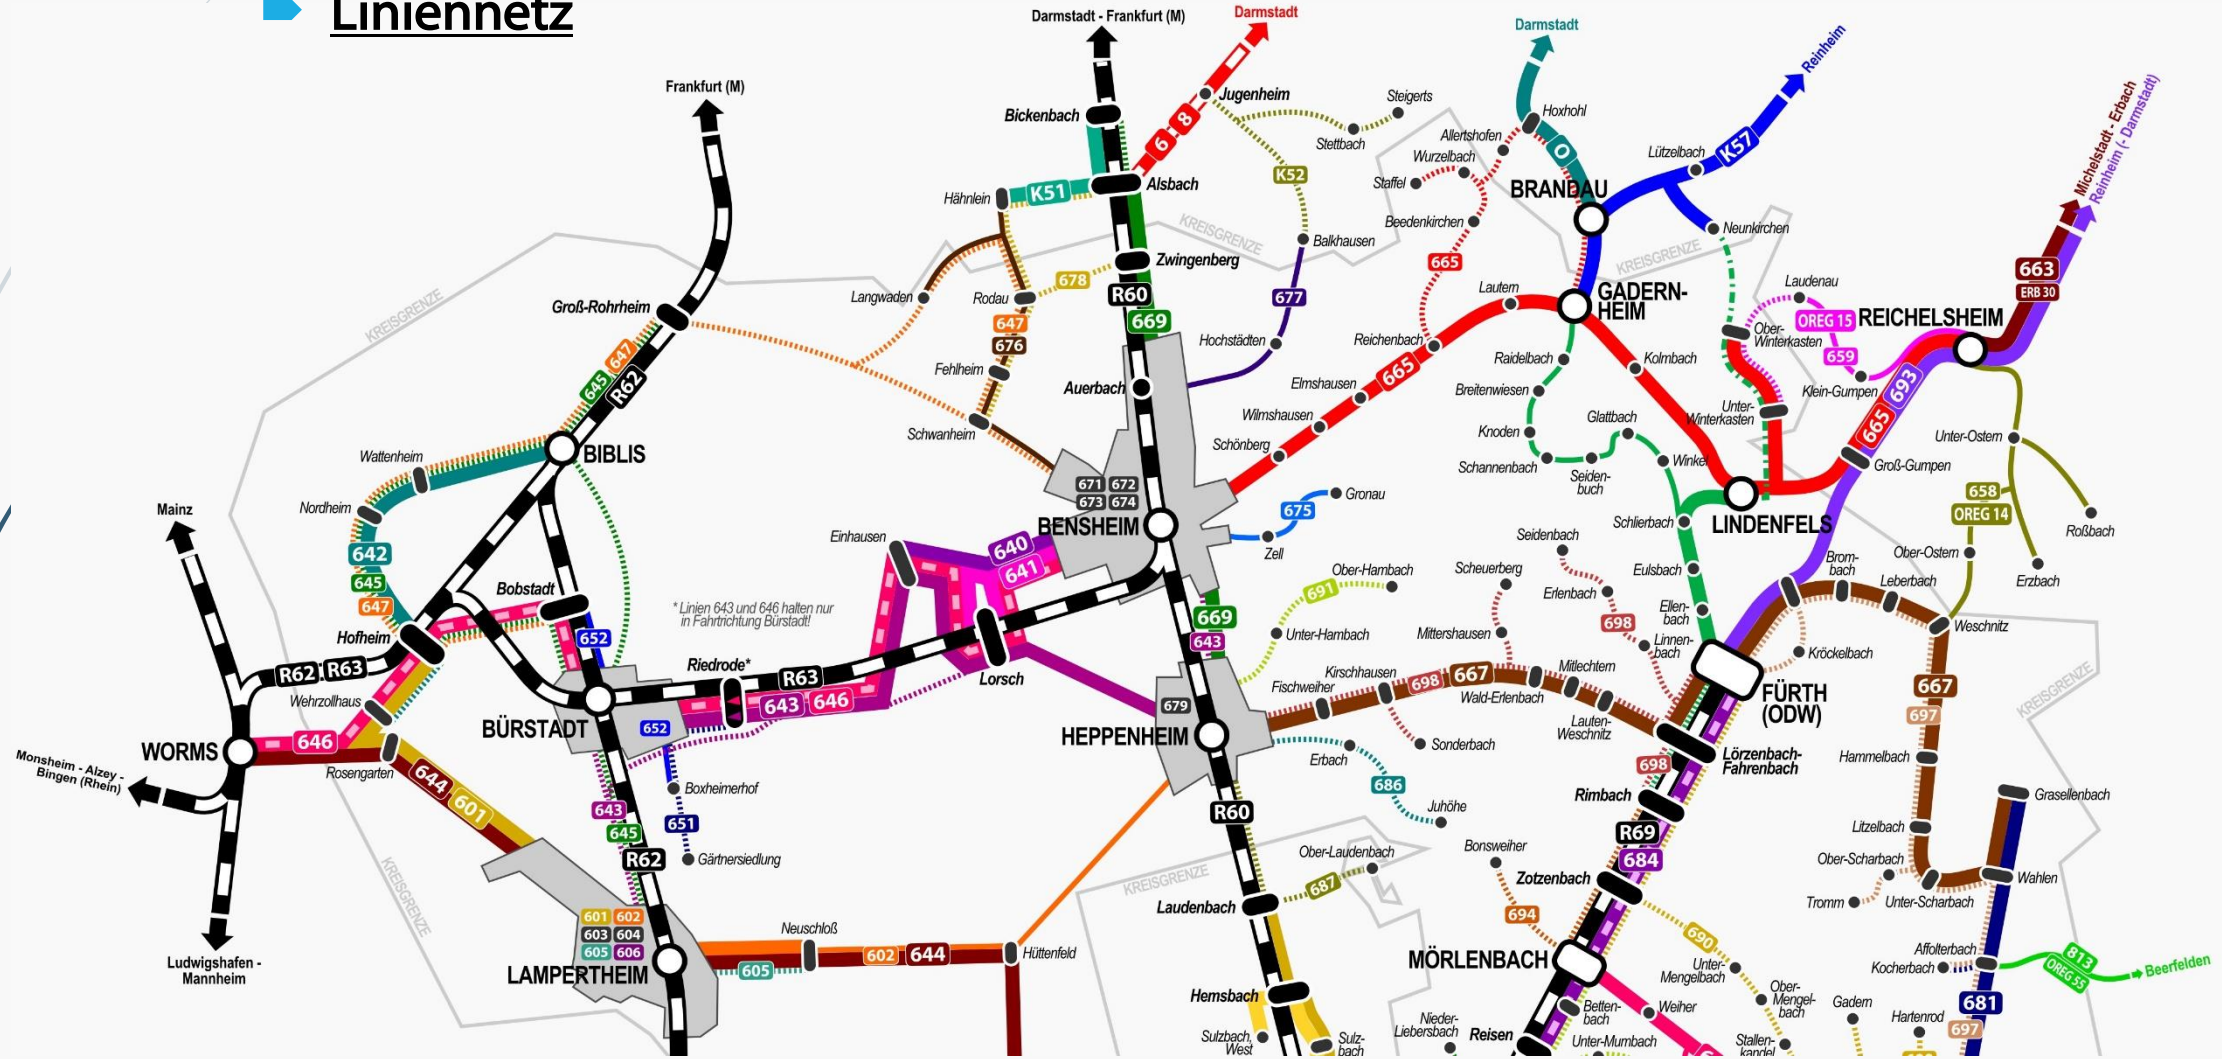 Liniennetz
Darmstadt - Frankfurt (M)
Darmstadt
Darmstadt
Reinheim
Michelstadt - Erbach
Reinheim (- Darmstadt)
Frankfurt (M)
Bickenbach
Jugenheim
6 - 8
Steigerts
Stettbach
Hoxhohl
O
Allertshofen
Wurzelbach
Staffel
Lützelbach
K57
K52
BRANDAU
Alsbach
Hähnlein
K51
Beedenkirchen
Neunkirchen
KREISGRENZE
Balkhausen
KREISGRENZE
Zwingenberg
665
663
ERB 30
678
Langwaden
Rodau
R60
677
Lautern
GADERN-
HEIM
Laudenau
KREISGRENZE
Groß-Rohrheim
647
669
OREG 15
REICHELSHEIM
676
Hochstädten
Reichenbach
Ober-
Winterkasten
647
659
645
R62
Fehlheim
Auerbach
Elmshausen
665
Raidelbach
Kolmbach
Klein-Gumpen
693
Breitenwiesen
Wilmshausen
Unter-
Winterkasten
665
Schwanheim
Schönberg
Glattbach
Knoden
Unter-Ostern
Wattenheim
BIBLIS
Schannenbach
Seiden-
buch
Winkel
Groß-Gumpen
671 672
673 674
Gronau
658
OREG 14
Nordheim
Mainz
675
BENSHEIM
Zell
Schlierbach
LINDENFELS
Roßbach
Einhausen
640
641
Seidenbach
642
Ober-Ostern
Brom-
bach
Erzbach
645
647
Bobstadt
Scheuerberg
Ober-Hambach
691
Eulsbach
Leberbach
Erlenbach
* Linien 643 und 646 halten nur
in Fahrtrichtung Bürstadt!
Ellen-
bach
669
698
Weschnitz
Hofheim
652
643
Unter-Hambach
Mittershausen
Linnen-
bach
Kröckelbach
R62 R63
Riedrode*
R63
Lorsch
Kirschhausen
Fischweiher
698
667
Mitlechtern
Wald-Erlenbach
FÜRTH
(ODW)
667
KREISGRENZE
Wehrzollhaus
643 646
679
697
BÜRSTADT
652
HEPPENHEIM
Lauten-
Weschnitz
WORMS
646
Sonderbach
Lörzenbach-
Fahrenbach
Hammelbach
Rosengarten
Erbach
698
Monsheim - Alzey -
Bingen (Rhein)
644
601
Boxheimerhof
686
Rimbach
Grasellenbach
643
651
R60
Juhöhe
645
R69
Litzelbach
R62
Gärtnersiedlung
Ober-Laudenbach
Bonsweiher
684
Ober-Scharbach
KREISGRENZE
KREISGRENZE
687
Zotzenbach
Wahlen
Tromm
Unter-Scharbach
Laudenbach
694
601 602
603 604
605 606
Neuschloß
690
602 644
Hüttenfeld
Affolterbach
813
OREG 55
Beerfelden
Ludwigshafen -
Mannheim
LAMPERTHEIM
605
MÖRLENBACH
Unter-
Mengelbach
Kocherbach
Hemsbach
Ober-
Mengel-
bach
681
Betten-
bach
Weiher
Gadern
Hartenrod
697
Sulzbach,
West
Sulz-
bach
Nieder-
Liebersbach
Reisen
Unter-Mumbach
Stallen-
kandel